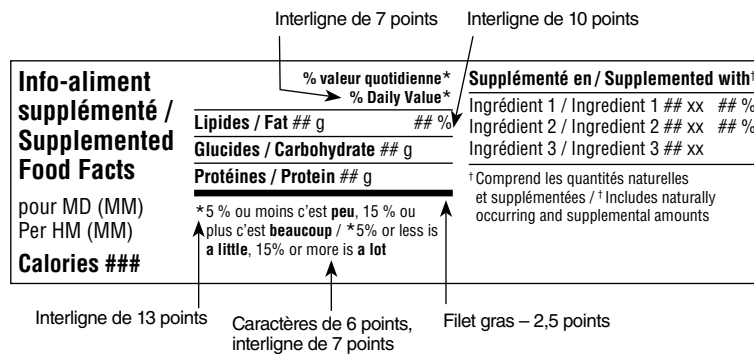 Interligne de 7 points
Interligne de 10 points
Info-aliment
supplémenté /
Supplemented
Food Facts
pour MD (MM)
Per HM (MM)
Calories ###
% valeur quotidienne*
% Daily Value*
Lipides / Fat ## g ## %
Glucides / Carbohydrate ## g
Protéines / Protein ## g
*5 % ou moins c'est peu, 15 % ou
plus c'est beaucoup / *5% or less is
a little, 15% or more is a lot
Supplémenté en / Supplemented with†
Ingrédient 1 / Ingredient 1 ## xx ## %
Ingrédient 2 / Ingredient 2 ## xx ## %
Ingrédient 3 / Ingredient 3 ## xx
† Comprend les quantités naturelles
et supplémentées / † Includes naturally
occurring and supplemental amounts
Interligne de 13 points
Caractères de 6 points,
interligne de 7 points
Filet gras – 2,5 points